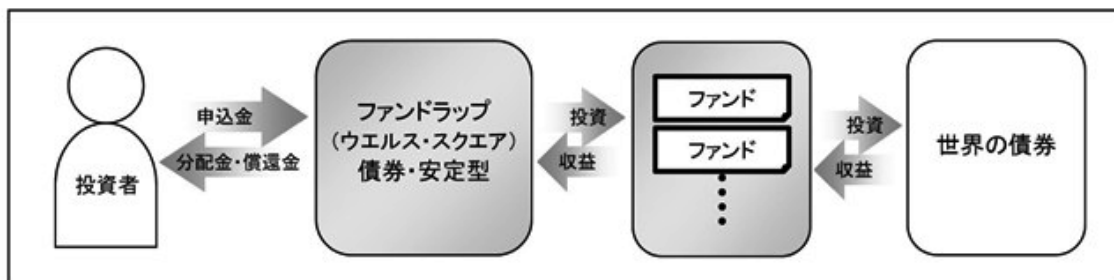 投資者
申込金
分配金・償還金
ファンドラップ
(ウエルス・スクエア)
債券・安定型
投資
収益
ファンド
ファンド
投資
収益
世界の債券